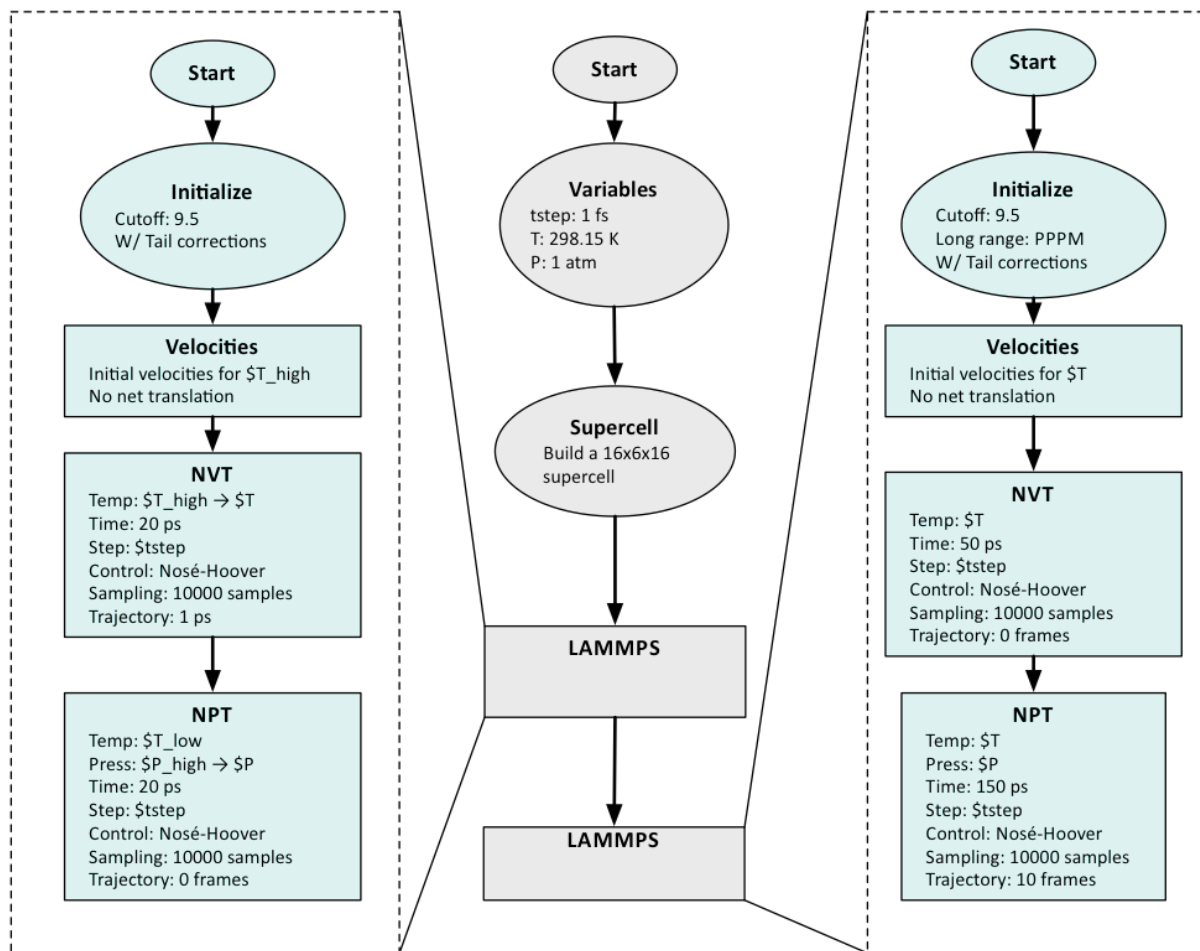 Start
Initialize
Cutoff: 9.5
W/ Tail corrections
Velocities
Initial velocities for $T_high
No net translation
NVT
Temp: $T_high → $T
Time: 20 ps
Step: $tstep
Control: Nosé-Hoover
Sampling: 10000 samples
Trajectory: 1 ps
NPT
Temp: $T_low
Press: $P_high → $P
Time: 20 ps
Step: $tstep
Control: Nosé-Hoover
Sampling: 10000 samples
Trajectory: 0 frames
Start
Variables
tstep: 1 fs
T: 298.15 K
P: 1 atm
Supercell
Build a 16x6x16
supercell
LAMMPS
LAMMPS
Start
Initialize
Cutoff: 9.5
Long range: PPPM
W/ Tail corrections
Velocities
Initial velocities for $T
No net translation
NVT
Temp: $T
Time: 50 ps
Step: $tstep
Control: Nosé-Hoover
Sampling: 10000 samples
Trajectory: 0 frames
NPT
Temp: $T
Press: $P
Time: 150 ps
Step: $tstep
Control: Nosé-Hoover
Sampling: 10000 samples
Trajectory: 10 frames